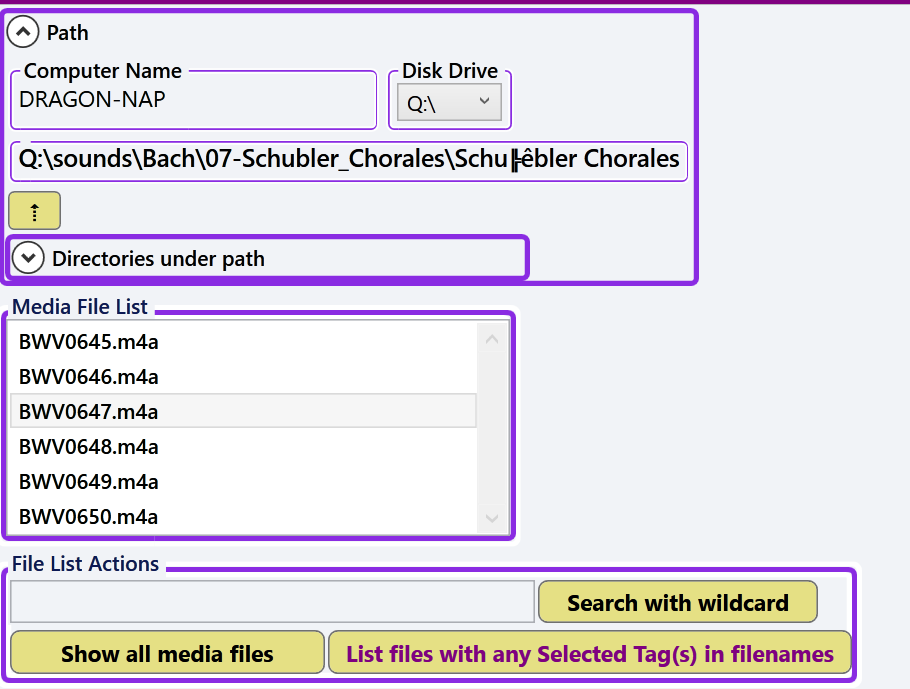 Path
Computer Name
Disk Drive
DRAGON-NAP
Q:\
Q:\sounds\Bach\07-Schubler_Chorales\Schu╠êbler Chorales
Directories under path
Media File List
BWV0645.m4a
BWV0646.m4a
BWV0647.m4a
BWV0648.m4a
BWV0649.m4a
BWV0650.m4a
File List Actions
Search with wildcard
Show all media files
List files with any Selected Tag(s) in filenames